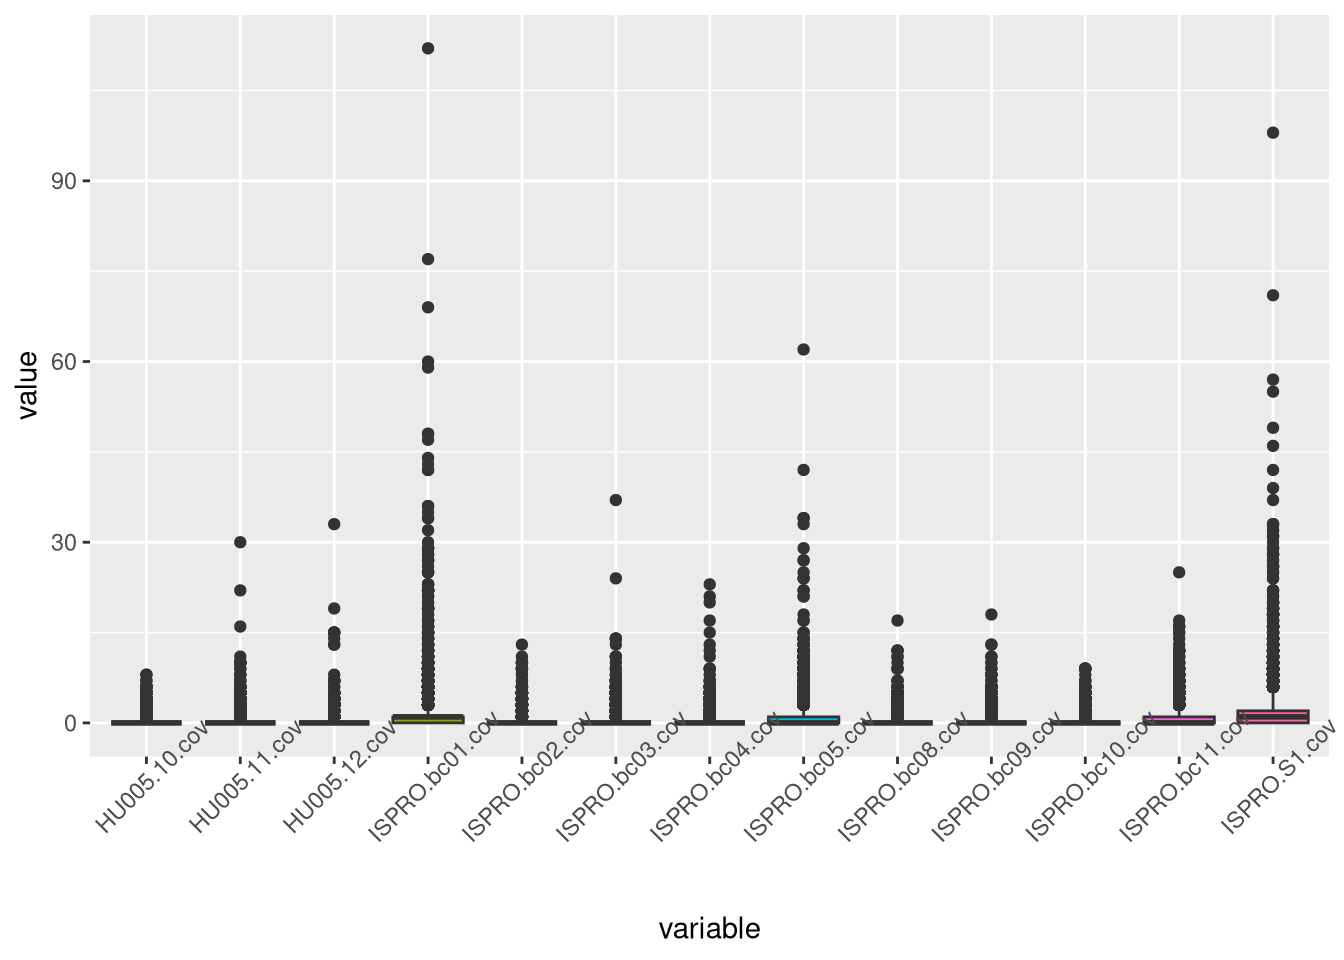 90
60
30
0
value
HU005.10.cov
HU005.11.cov
HU005.12.cov
ISPRO.bc01.cov
ISPRO.bc02.cov
ISPRO.bc03.cov
ISPRO.bc04.cov
ISPRO.bc05.cov
ISPRO.bc08.cov
ISPRO.bc09.cov
ISPRO.bc10.cov
ISPRO.bc11.cov
ISPRO.S1.cov
variable